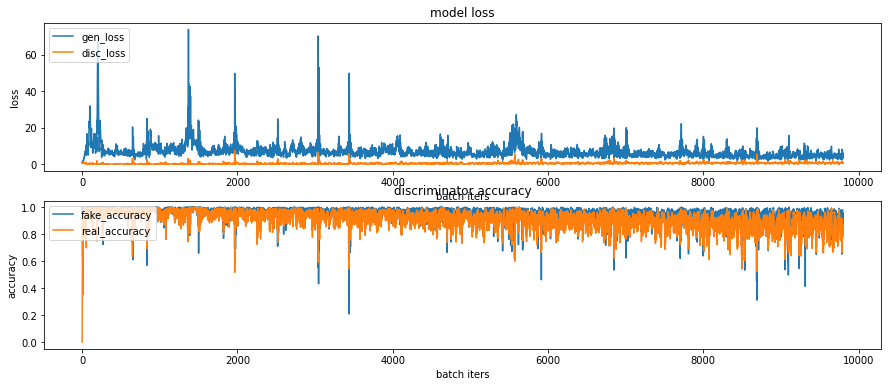 model loss
gen_loss
disc_loss
loss
60
40
20
0
0
2000
4000
6000
8000
10000
batch iters
discriminator accuracy
fake_accuracy
real_accuracy
accuracy
1.0
0.8
0.6
0.4
0.2
0.0
0
2000
4000
6000
8000
10000
batch iters